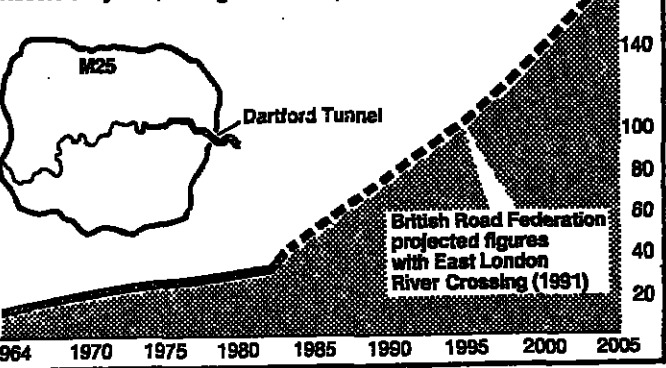 140
M25
Dartford Tunnel
100
80
60
British Road Federation
projected figures
with East London
River Crossing (1991)
40
20
964 1970 1975 1980 1985 1990 1995 2000 2005